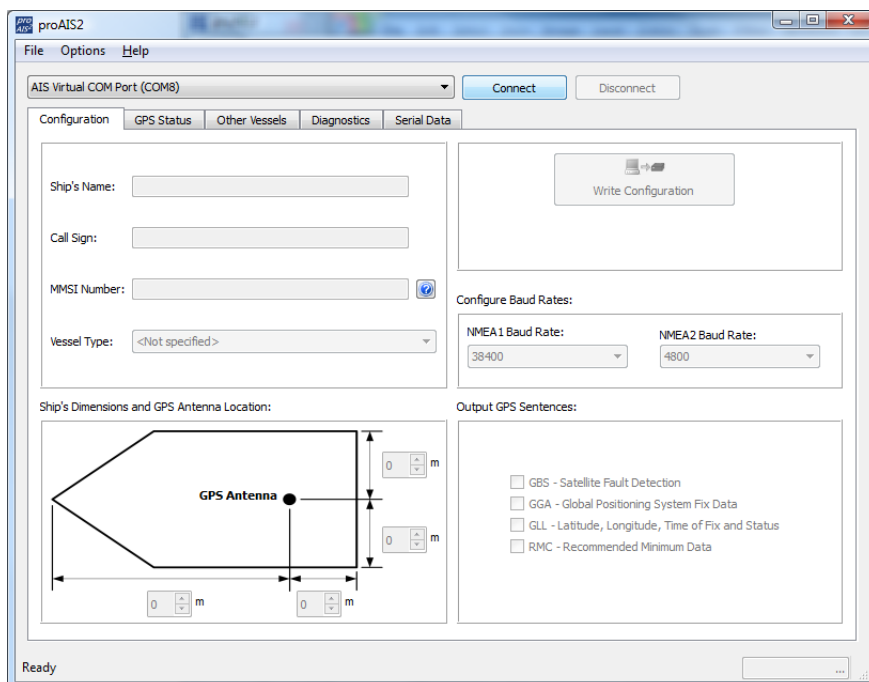 pro
AIS2
proAIS2
File Options Help
AIS Virtual COM Port (COM8)
Connect
Disconnect
Configuration
GPS Status
Other Vessels
Diagnostics
Serial Data
Ship's Name:
Call Sign:
MMSI Number:
?
Vessel Type:
<Not specified>
Write Configuration
Configure Baud Rates:
NMEA1 Baud Rate:
38400
NMEA2 Baud Rate:
4800
Ship's Dimensions and GPS Antenna Location:
GPS Antenna
0 m
0 m
0 m
0 m
Output GPS Sentences:
GBS - Satellite Fault Detection
GGA - Global Positioning System Fix Data
GLL - Latitude, Longitude, Time of Fix and Status
RMC - Recommended Minimum Data
Ready
...